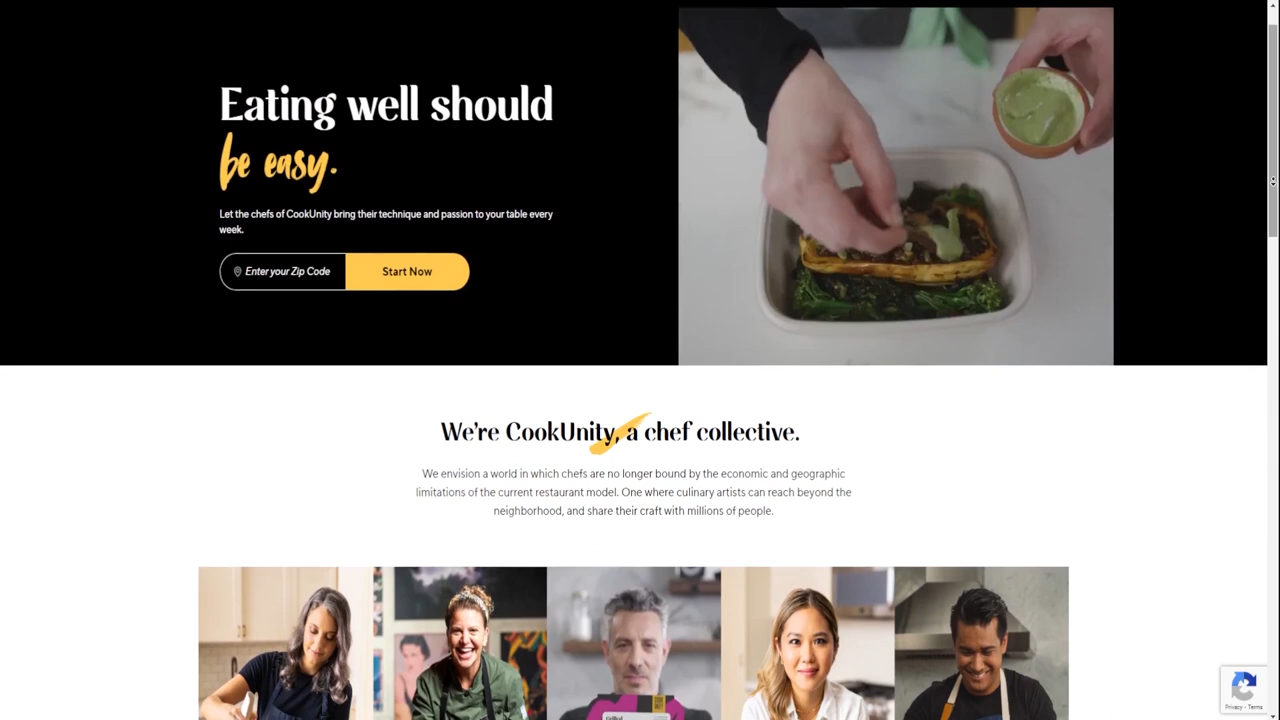 Eating well should
be easy.
Let the chefs of CookUnity bring their technique and passion to your table every
week.
Enter your Zip Code
Start Now
We're CookUnity, a chef collective.
We envision a world in which chefs are no longer bound by the economic and geographic
limitations of the current restaurant model. One where culinary artists can reach beyond the
neighborhood, and share their craft with millions of people.
Privacy - Terms